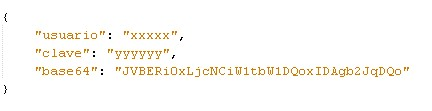 {
"usuario": "xxxxx",
"clave": "yyyyyy",
"base64": "JVBERi0xLjcNCiW1tbW1DQoxIDAgb2JqDQo"
}